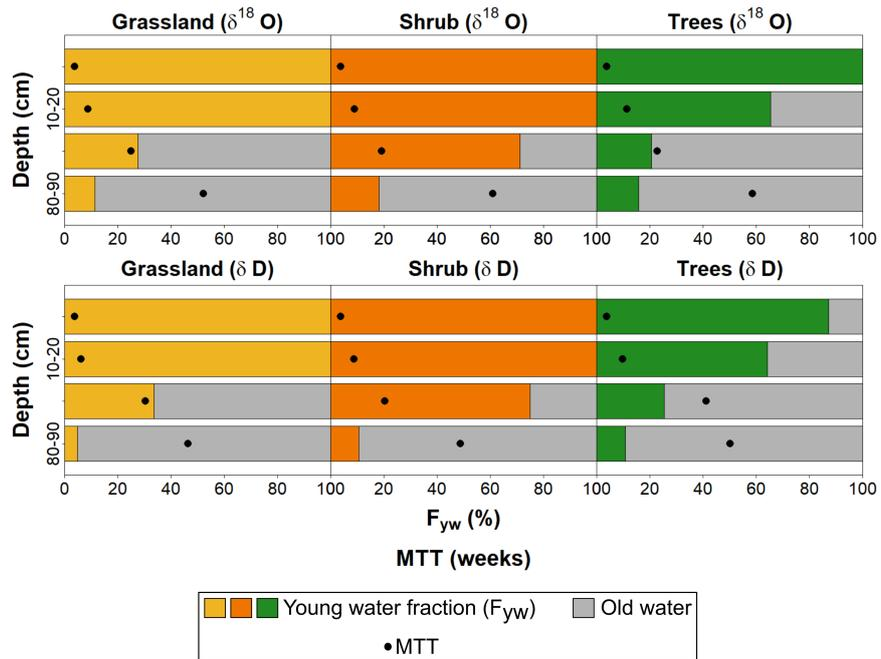 Grassland (δ¹⁸ O) Shrub (δ¹⁸ O) Trees (δ¹⁸ O)
Depth (cm)
10-20
80-90
0 20 40 60 80 100 20 40 60 80 100 20 40 60 80 100
Grassland (δ D) Shrub (δ D) Trees (δ D)
Depth (cm)
10-20
80-90
0 20 40 60 80 100 20 40 60 80 100 20 40 60 80 100
Fyw (%)
MTT (weeks)
Young water fraction (Fyw) Old water
MTT